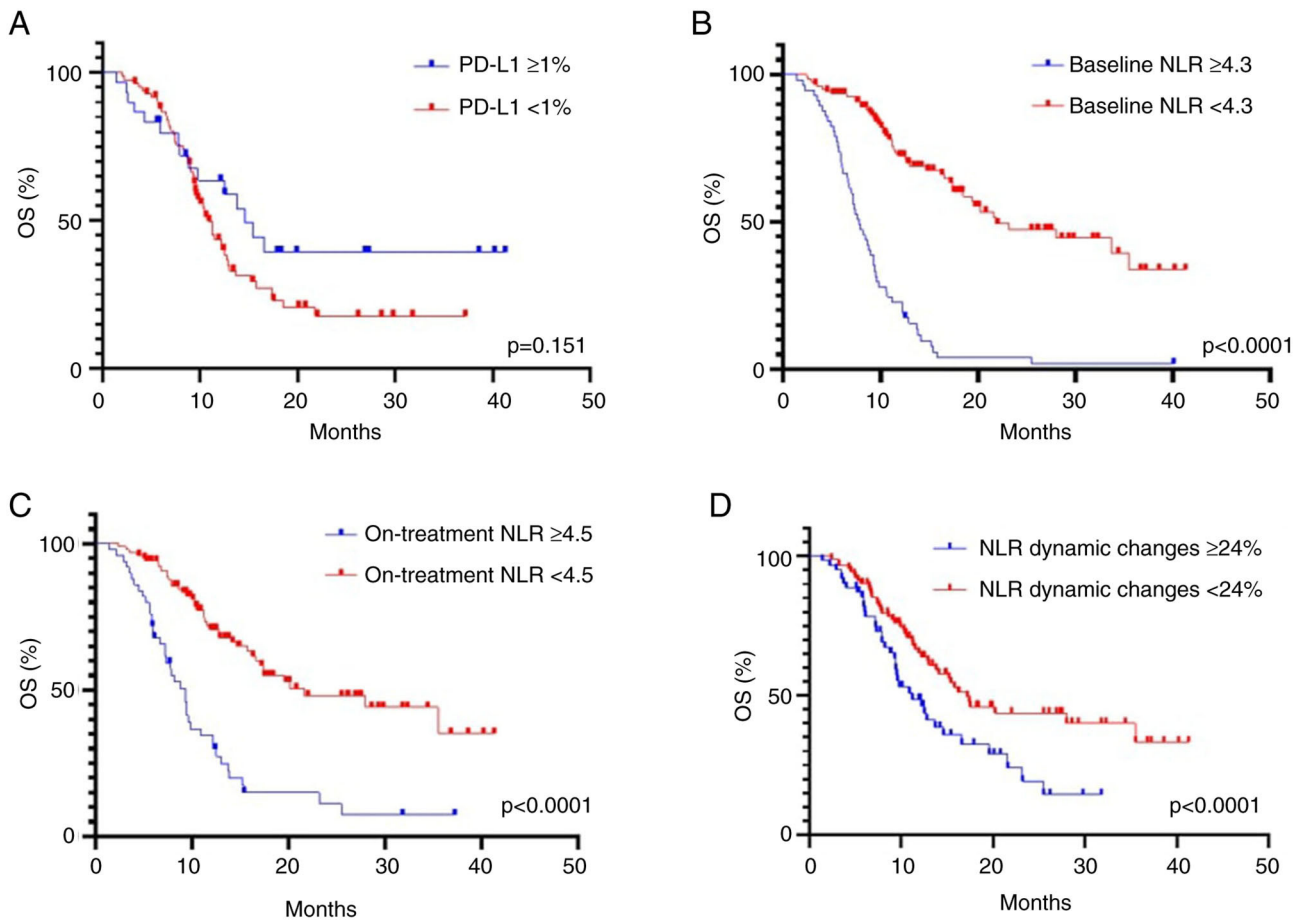 A
PD-L1 ≥1%
PD-L1 <1%
100
50
0
OS (%)
p=0.151
0 10 20 30 40 50
Months
B
Baseline NLR ≥4.3
Baseline NLR <4.3
100
50
0
OS (%)
p<0.0001
0 10 20 30 40 50
Months
C
On-treatment NLR ≥4.5
On-treatment NLR <4.5
100
50
0
OS (%)
p<0.0001
0 10 20 30 40 50
Months
D
NLR dynamic changes ≥24%
NLR dynamic changes <24%
100
50
0
OS (%)
p<0.0001
0 10 20 30 40 50
Months